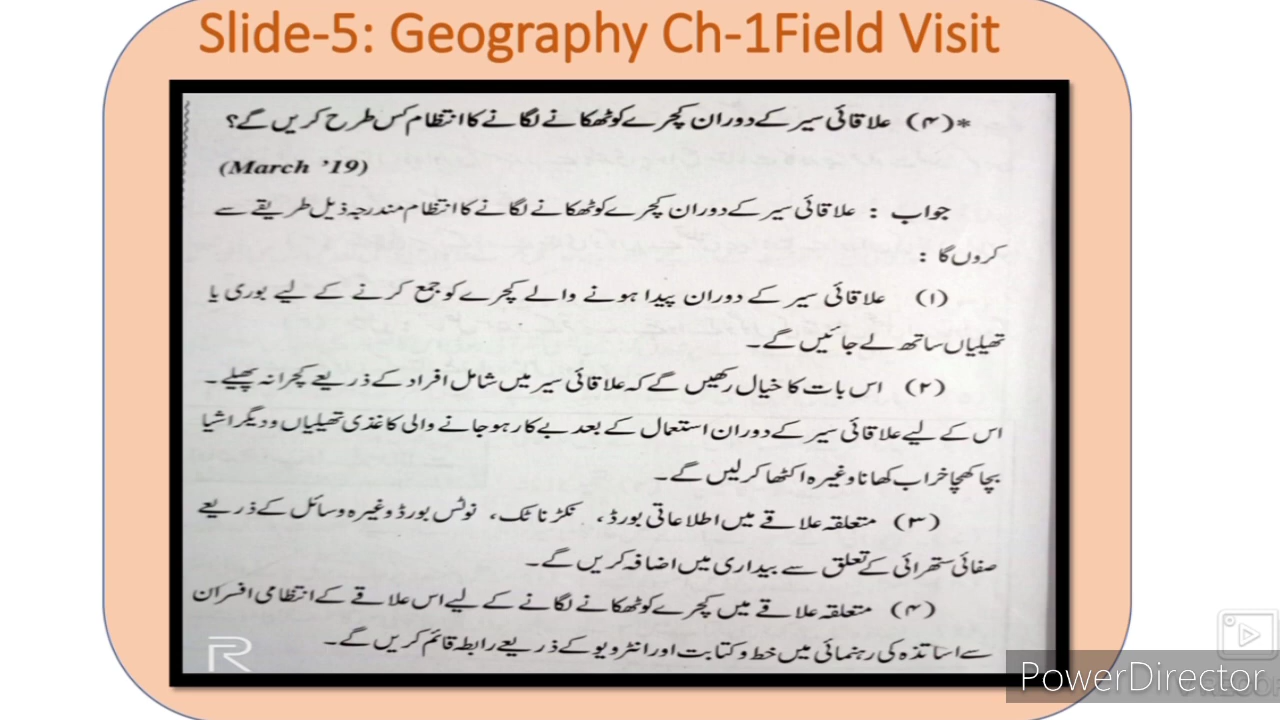 Slide-5: Geography Ch-1Field Visit
*(۴) علاقائی سیر کے دوران کچرے کو ٹھکانے لگانے کا انتظام کس طرح کریں گے؟
(March ’19)
جواب : علاقائی سیر کے دوران کچرے کو ٹھکانے لگانے کا انتظام مندرجہ ذیل طریقے سے
کروں گا :
(۱) علاقائی سیر کے دوران پیدا ہونے والے کچرے کو جمع کرنے کے لیے بوری یا
تھیلیاں ساتھ لے جائیں گے۔
(۲) اس بات کا خیال رکھیں گے کہ علاقائی سیر میں شامل افراد کے ذریعے کچرا نہ پھیلے۔
اس کے لیے علاقائی سیر کے دوران استعمال کے بعد بے کار ہو جانے والی کاغذی تھیلیاں و دیگر اشیا
بچا کھچا خراب کھانا وغیرہ اکٹھا کر لیں گے۔
(۳) متعلقہ علاقے میں اطلاعاتی بورڈ، نکڑ ناٹک، نوٹس بورڈ وغیرہ وسائل کے ذریعے
صفائی ستھرائی کے تعلق سے بیداری میں اضافہ کریں گے۔
(۴) متعلقہ علاقے میں کچرے کو ٹھکانے لگانے کے لیے اس علاقے کے انتظامی افسران
سے اساتذہ کی رہنمائی میں خط و کتابت اور انٹرویو کے ذریعے رابطہ قائم کریں گے۔
R
PowerDirector